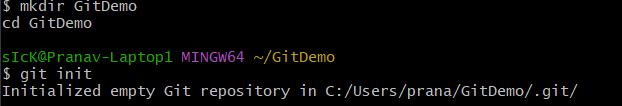 $ mkdir GitDemo
cd GitDemo
sIcK@Pranav-Laptop1 MINGW64 ~/GitDemo
$ git init
Initialized empty Git repository in C:/Users/prana/GitDemo/.git/